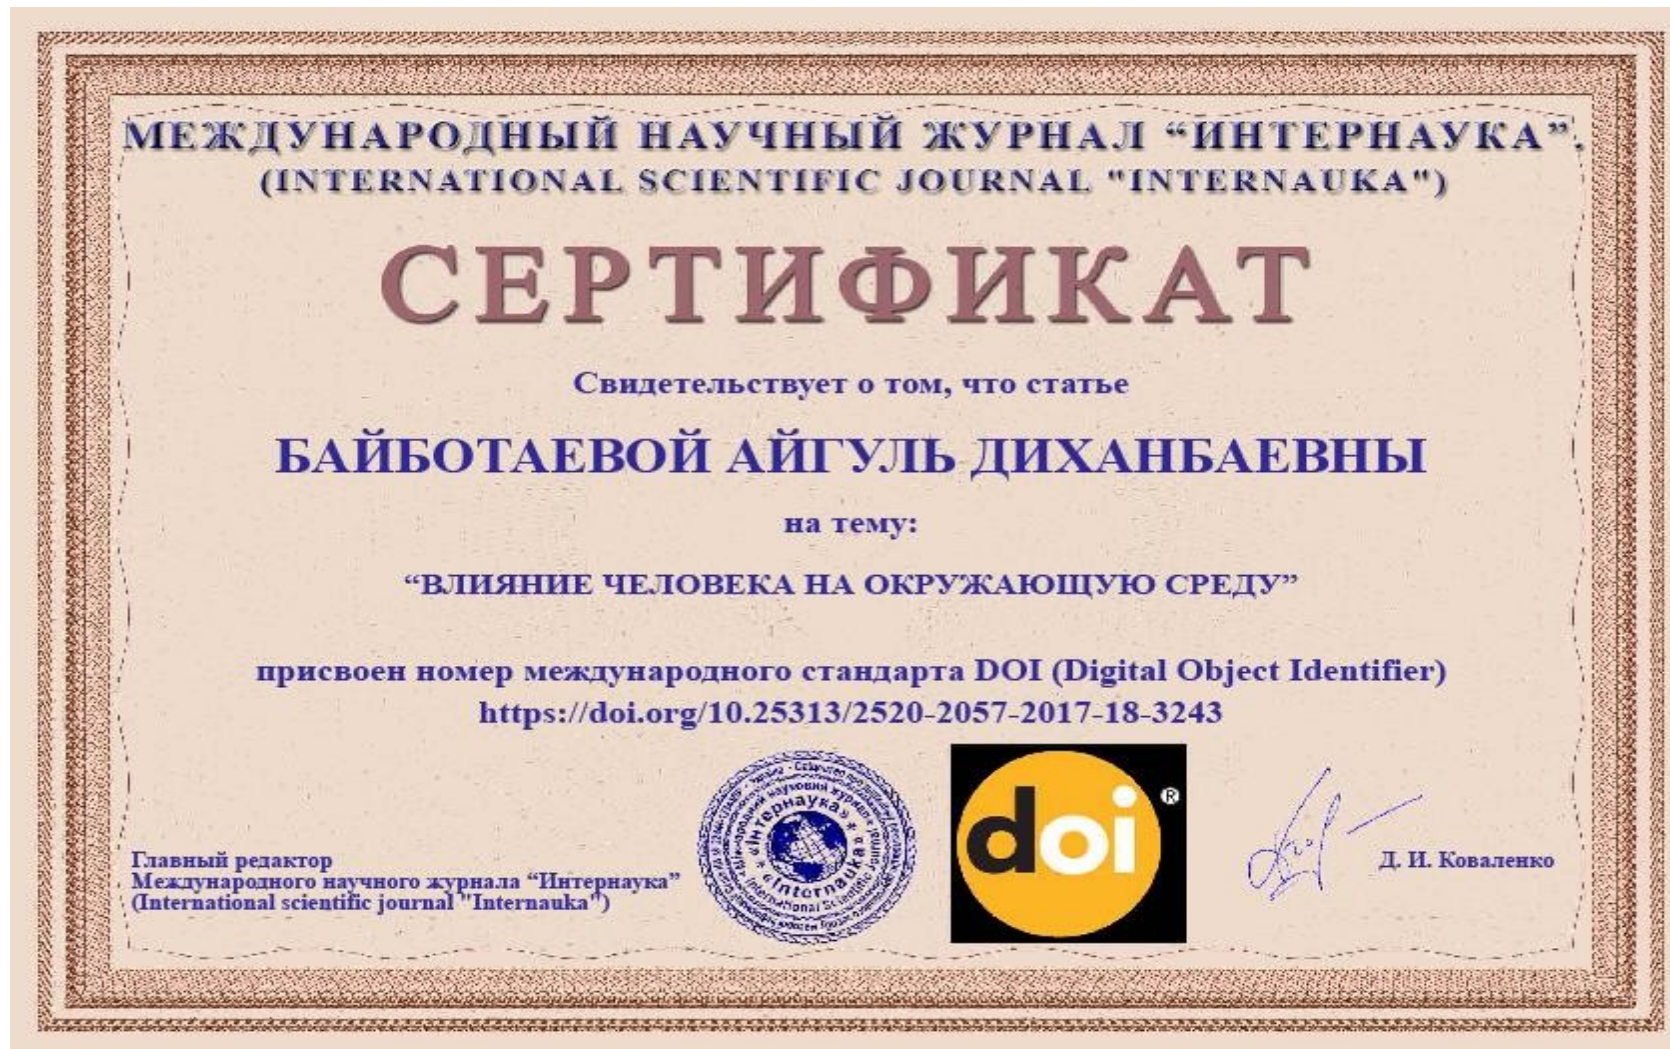 МЕЖДУНАРОДНЫЙ НАУЧНЫЙ ЖУРНАЛ “ИНТЕРНАУКА”.
(INTERNATIONAL SCIENTIFIC JOURNAL "INTERNAUKA")
СЕРТИФИКАТ
Свидетельствует о том, что статье
БАЙБОТАЕВОЙ АЙГУЛЬ ДИХАНБАЕВНЫ
на тему:
“ВЛИЯНИЕ ЧЕЛОВЕКА НА ОКРУЖАЮЩУЮ СРЕДУ”
присвоен номер международного стандарта DOI (Digital Object Identifier)
https://doi.org/10.25313/2520-2057-2017-18-3243
Главный редактор
Международного научного журнала “Интернаука”
(International scientific journal "Internauka")
«Інтернаука»
«Internauka»
doi®
Д. И. Коваленко